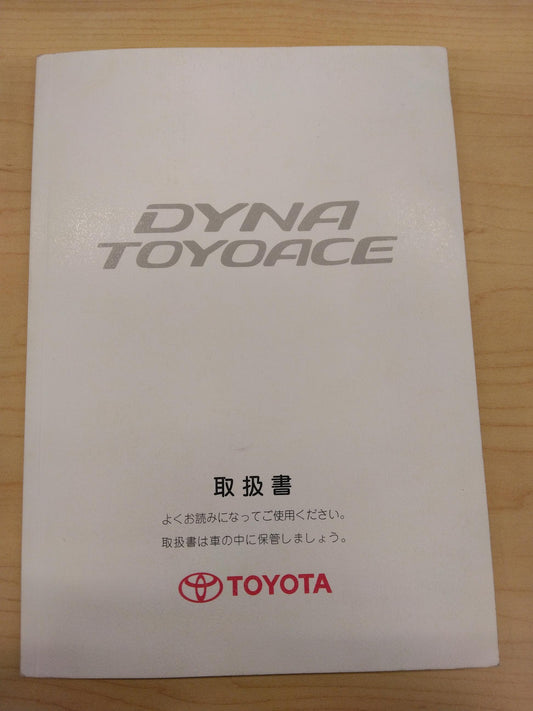 DYNA
TOYOACE
取扱書
よくお読みになってご使用ください。
取扱書は車の中に保管しましょう。
TOYOTA